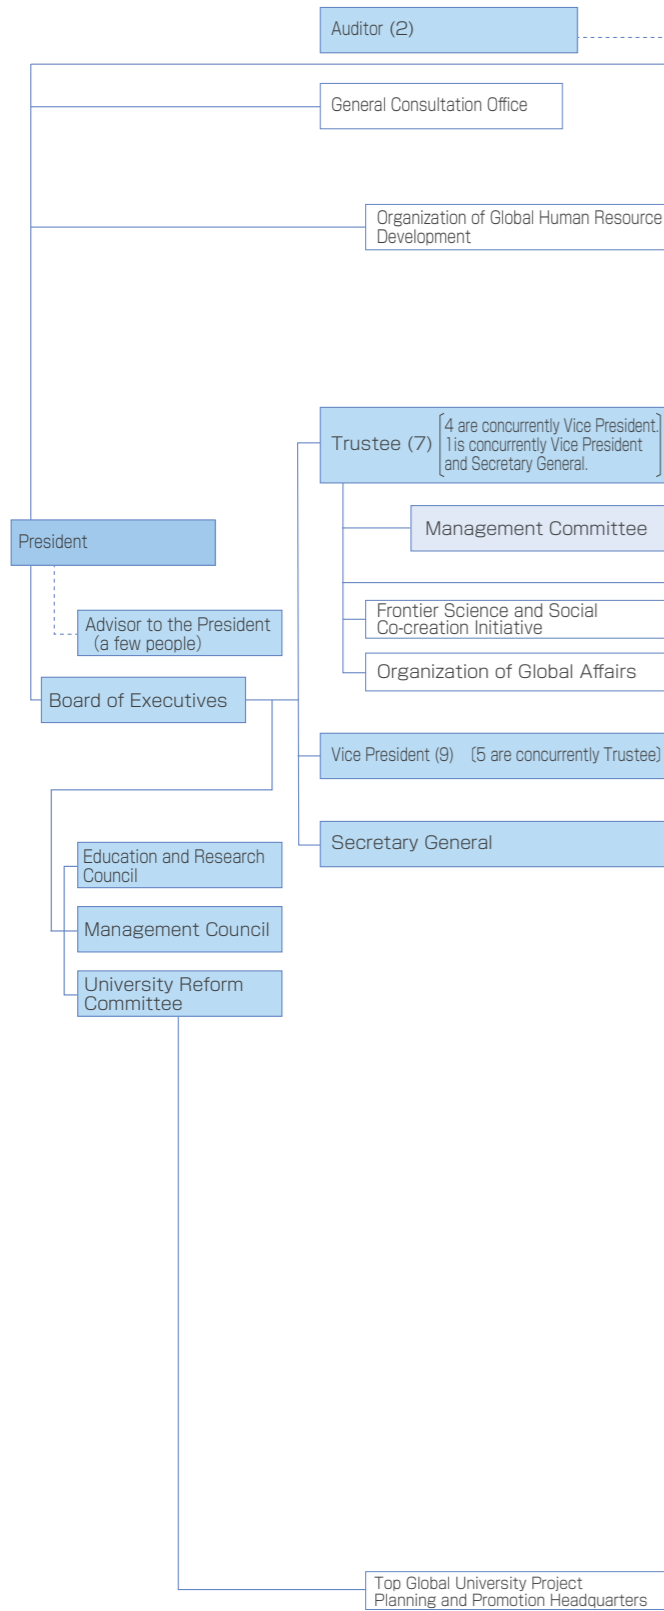 Auditor (2)
General Consultation Office
Organization of Global Human Resource
Development
Trustee (7)
4 are concurrently Vice President.
1is concurrently Vice President
and Secretary General.
Management Committee
President
Frontier Science and Social
Co-creation Initiative
Advisor to the President
(a few people)
Organization of Global Affairs
Board of Executives
Vice President (9) (5 are concurrently Trustee)
Secretary General
Education and Research
Council
Management Council
University Reform
Committee
Top Global University Project
Planning and Promotion Headquarters